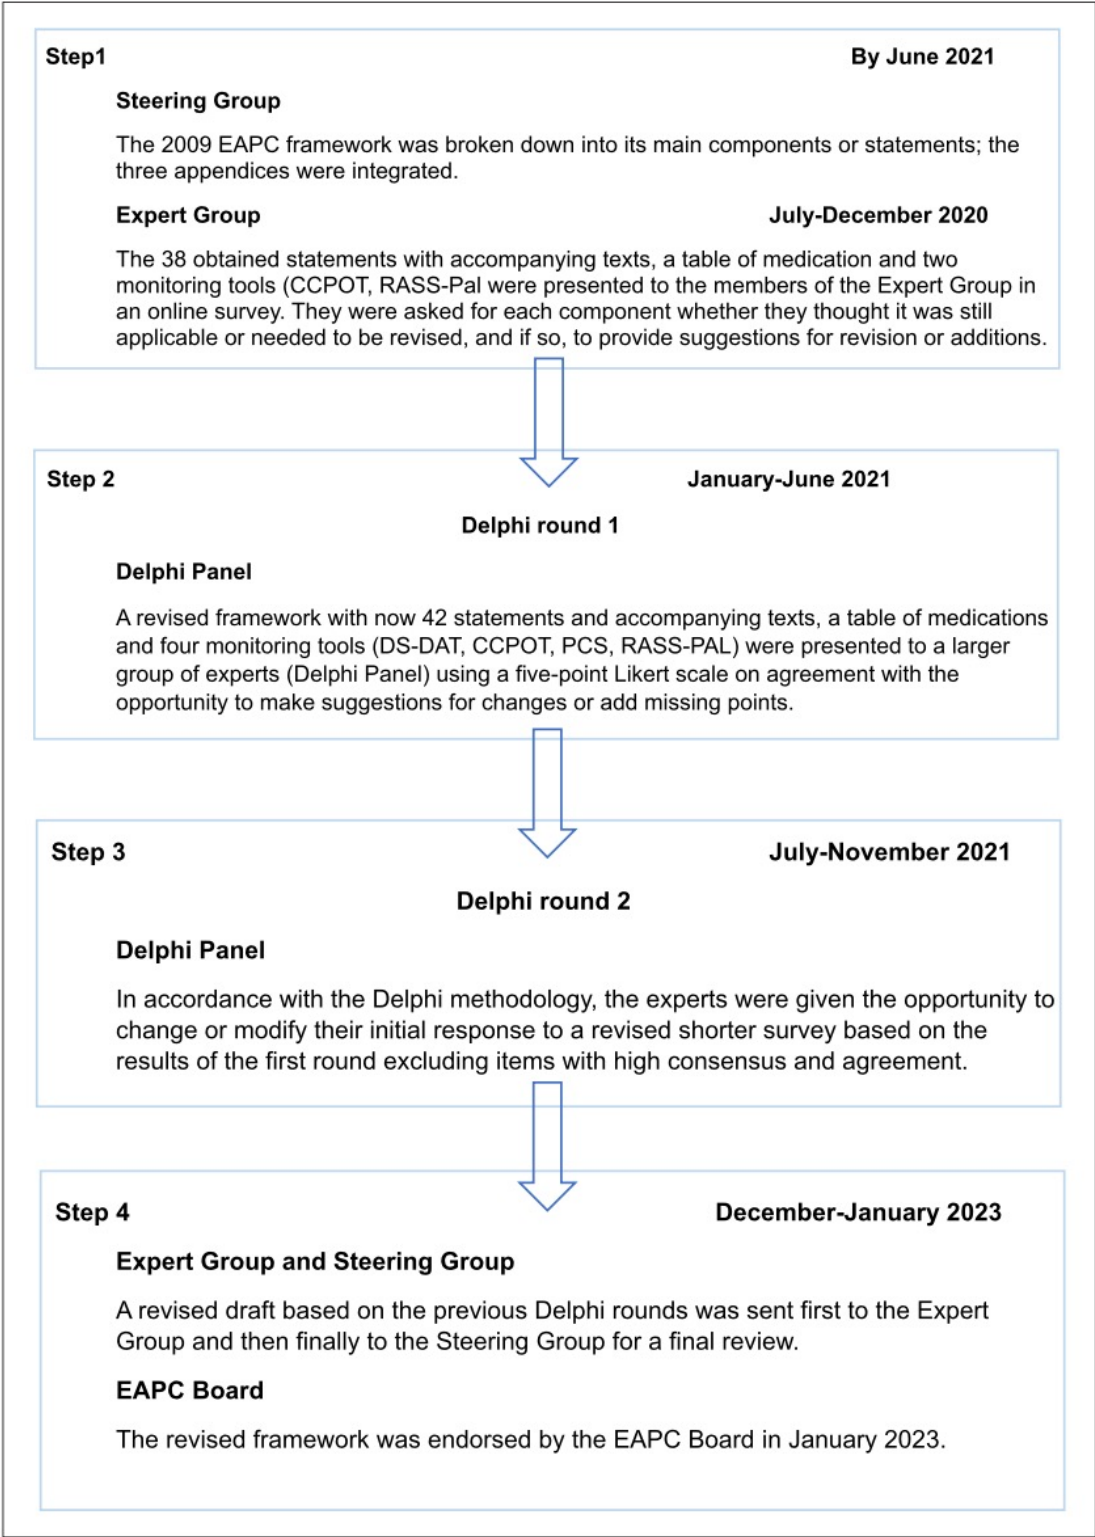 Step1 By June 2021
Steering Group
The 2009 EAPC framework was broken down into its main components or statements; the
three appendices were integrated.
Expert Group July-December 2020
The 38 obtained statements with accompanying texts, a table of medication and two
monitoring tools (CCPOT, RASS-Pal were presented to the members of the Expert Group in
an online survey. They were asked for each component whether they thought it was still
applicable or needed to be revised, and if so, to provide suggestions for revision or additions.
Step 2 January-June 2021
Delphi round 1
Delphi Panel
A revised framework with now 42 statements and accompanying texts, a table of medications
and four monitoring tools (DS-DAT, CCPOT, PCS, RASS-PAL) were presented to a larger
group of experts (Delphi Panel) using a five-point Likert scale on agreement with the
opportunity to make suggestions for changes or add missing points.
Step 3 July-November 2021
Delphi round 2
Delphi Panel
In accordance with the Delphi methodology, the experts were given the opportunity to
change or modify their initial response to a revised shorter survey based on the
results of the first round excluding items with high consensus and agreement.
Step 4 December-January 2023
Expert Group and Steering Group
A revised draft based on the previous Delphi rounds was sent first to the Expert
Group and then finally to the Steering Group for a final review.
EAPC Board
The revised framework was endorsed by the EAPC Board in January 2023.